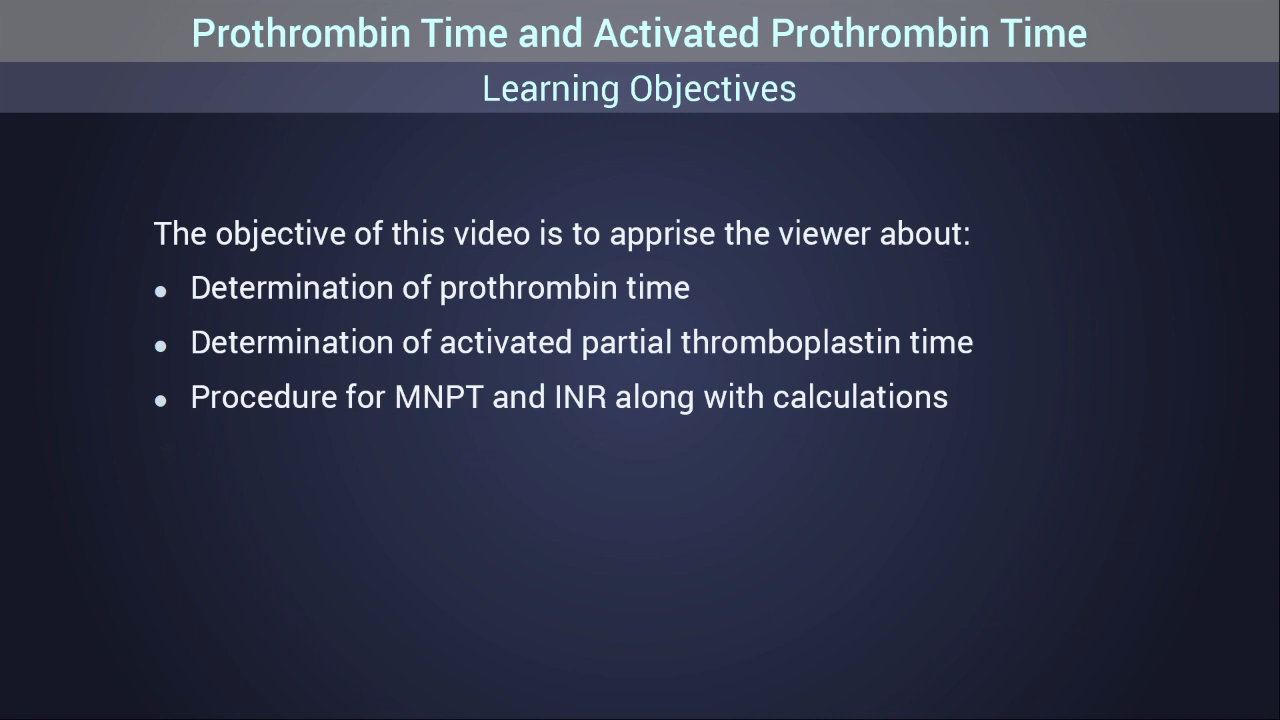 Prothrombin Time and Activated Prothrombin Time
Learning Objectives
The objective of this video is to apprise the viewer about:
• Determination of prothrombin time
• Determination of activated partial thromboplastin time
• Procedure for MNPT and INR along with calculations